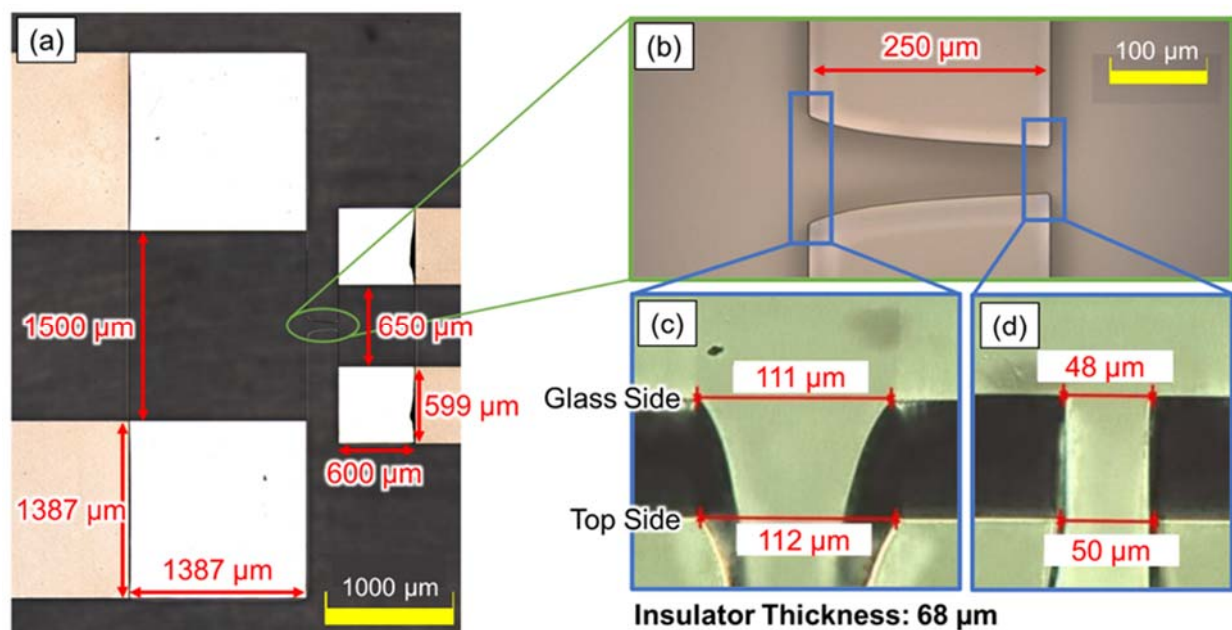 (a)
1500 µm
650 µm
599 µm
600 µm
1387 µm
1387 µm
1000 µm
(b)
250 µm
100 µm
(c)
111 µm
Glass Side
Top Side
112 µm
(d)
48 µm
50 µm
Insulator Thickness: 68 µm